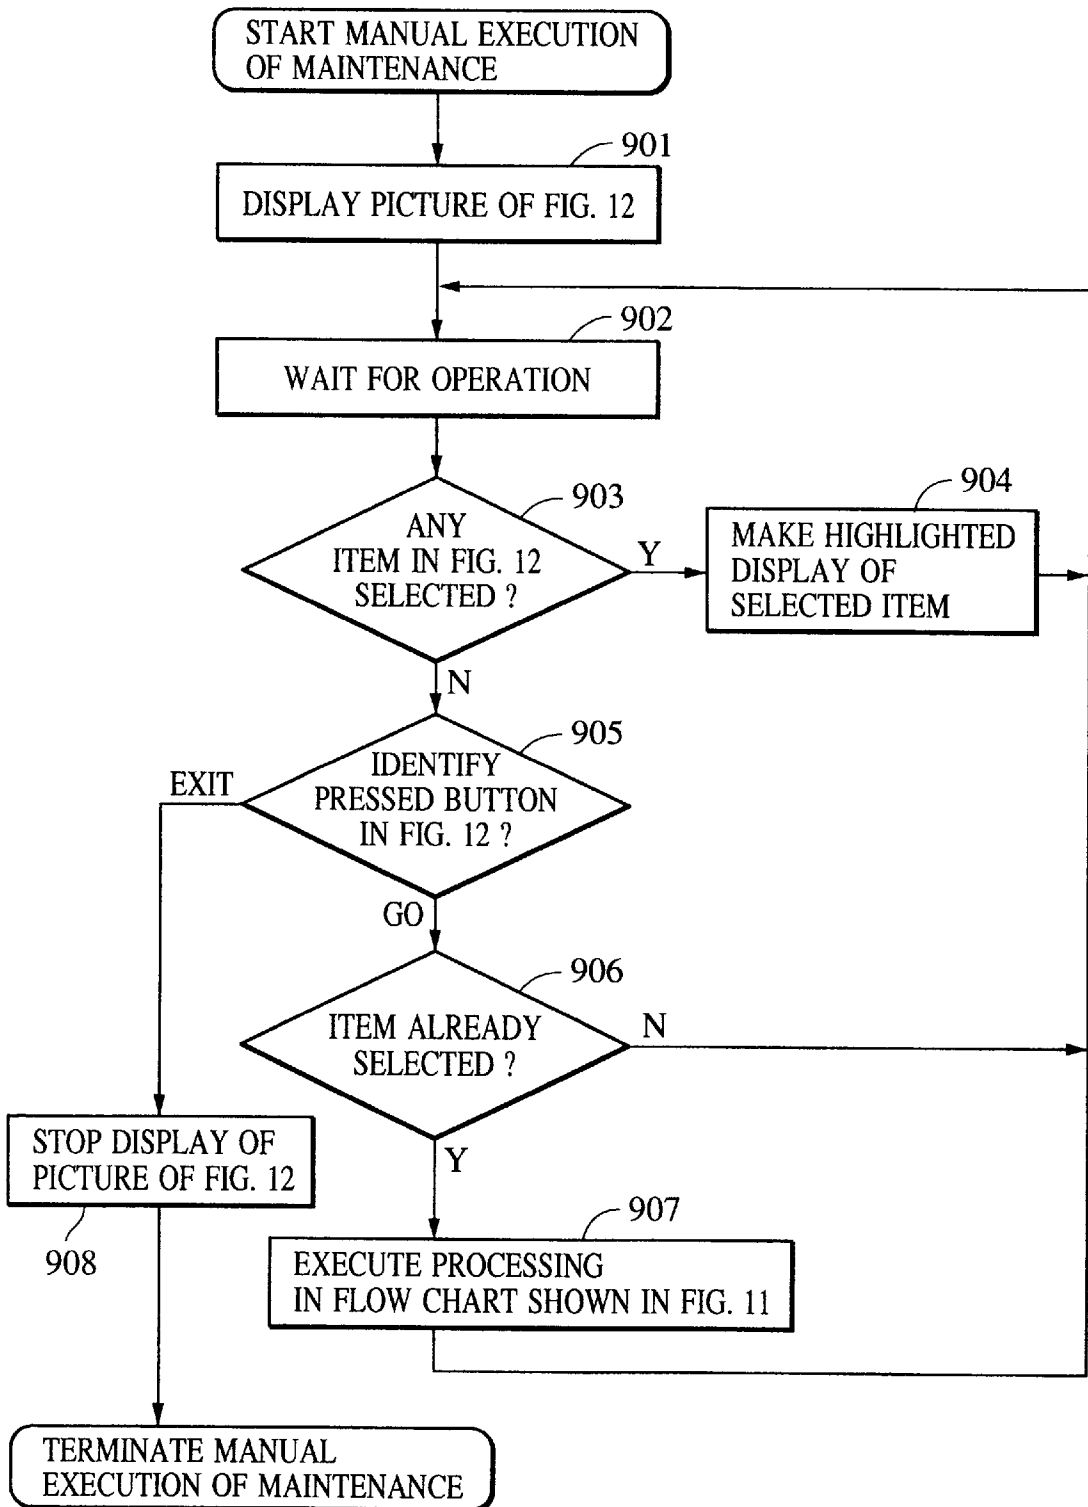 START MANUAL EXECUTION
OF MAINTENANCE
901
DISPLAY PICTURE OF FIG. 12
902
WAIT FOR OPERATION
903
ANY
ITEM IN FIG. 12
SELECTED ?
Y
904
MAKE HIGHLIGHTED
DISPLAY OF
SELECTED ITEM
N
905
IDENTIFY
PRESSED BUTTON
IN FIG. 12 ?
EXIT
GO
906
ITEM ALREADY
SELECTED ?
N
Y
STOP DISPLAY OF
PICTURE OF FIG. 12
908
907
EXECUTE PROCESSING
IN FLOW CHART SHOWN IN FIG. 11
TERMINATE MANUAL
EXECUTION OF MAINTENANCE